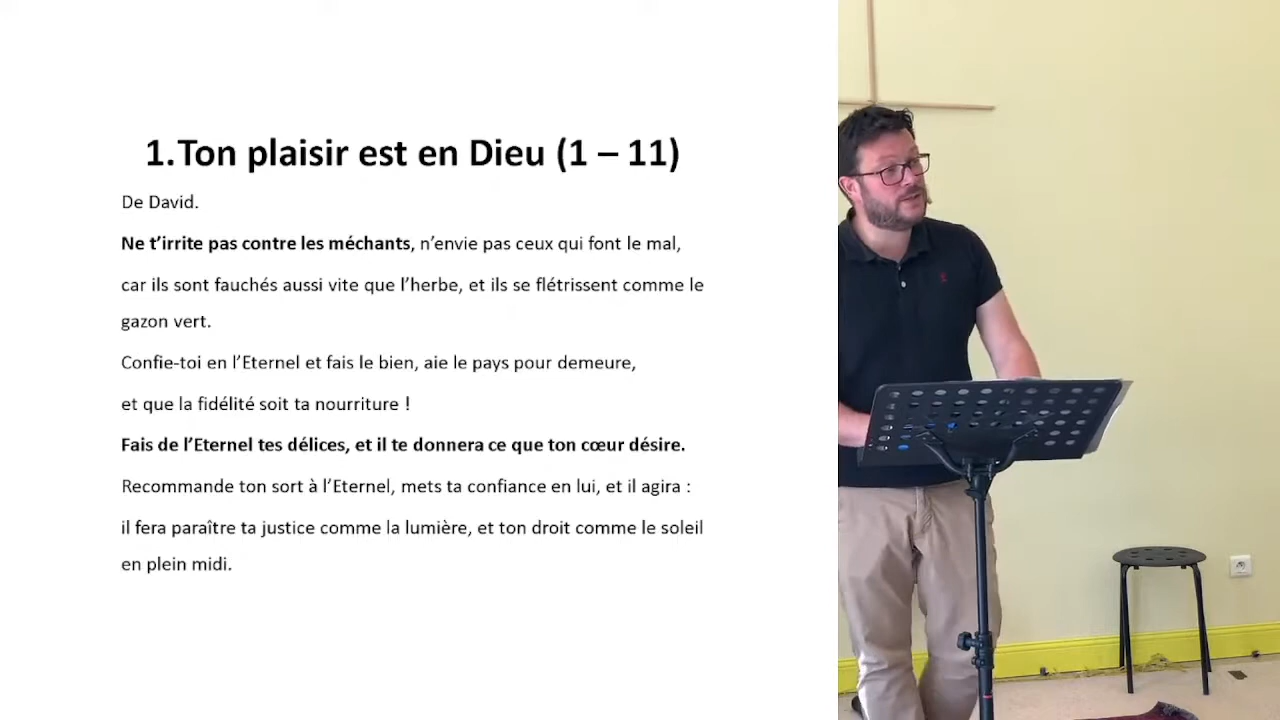 1. Ton plaisir est en Dieu (1 – 11)
De David.
Ne t’irrite pas contre les méchants, n’envie pas ceux qui font le mal,
car ils sont fauchés aussi vite que l’herbe, et ils se flétrissent comme le
gazon vert.
Confie-toi en l’Eternel et fais le bien, aie le pays pour demeure,
et que la fidélité soit ta nourriture !
Fais de l’Eternel tes délices, et il te donnera ce que ton cœur désire.
Recommande ton sort à l’Eternel, mets ta confiance en lui, et il agira :
il fera paraître ta justice comme la lumière, et ton droit comme le soleil
en plein midi.